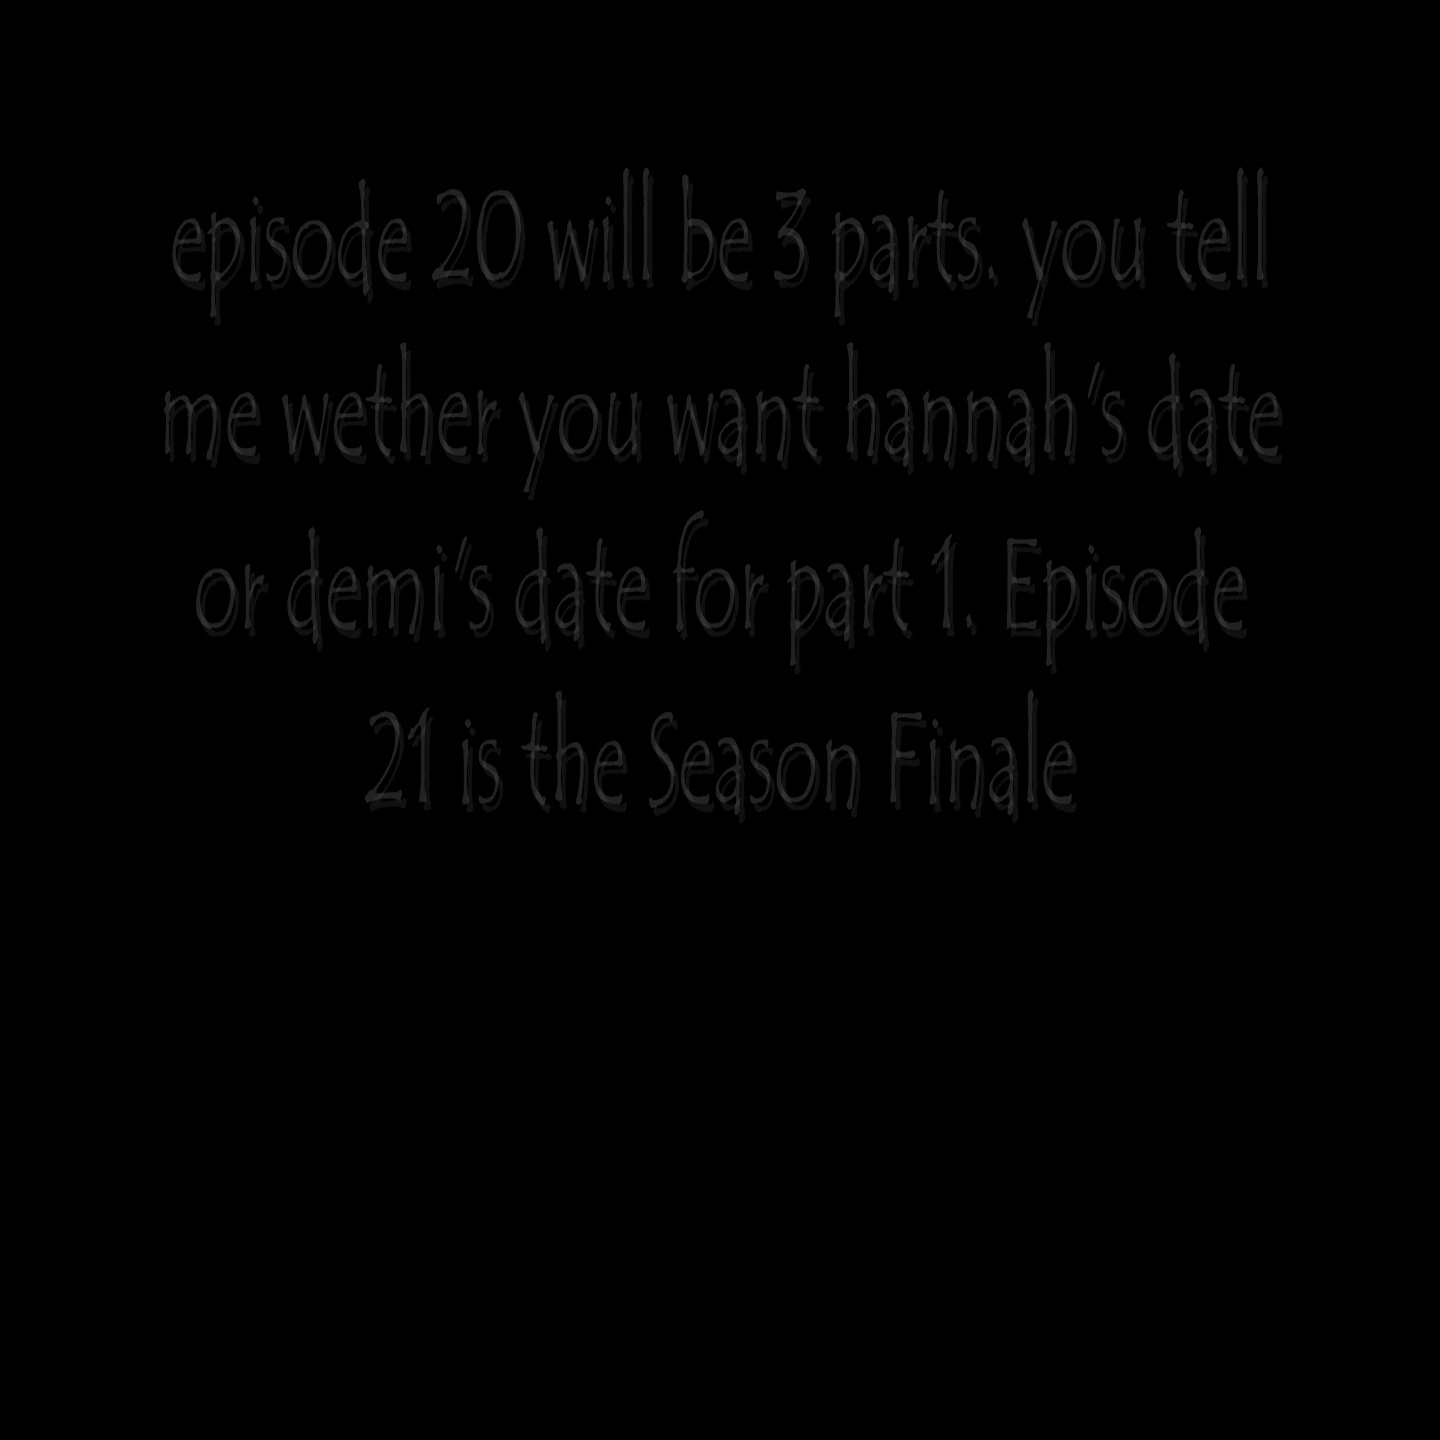 episode 20 will be 3 parts. you tell
me wether you want hannah"s date
or demi"s date for part 1. Episode
21 is the Season Finale